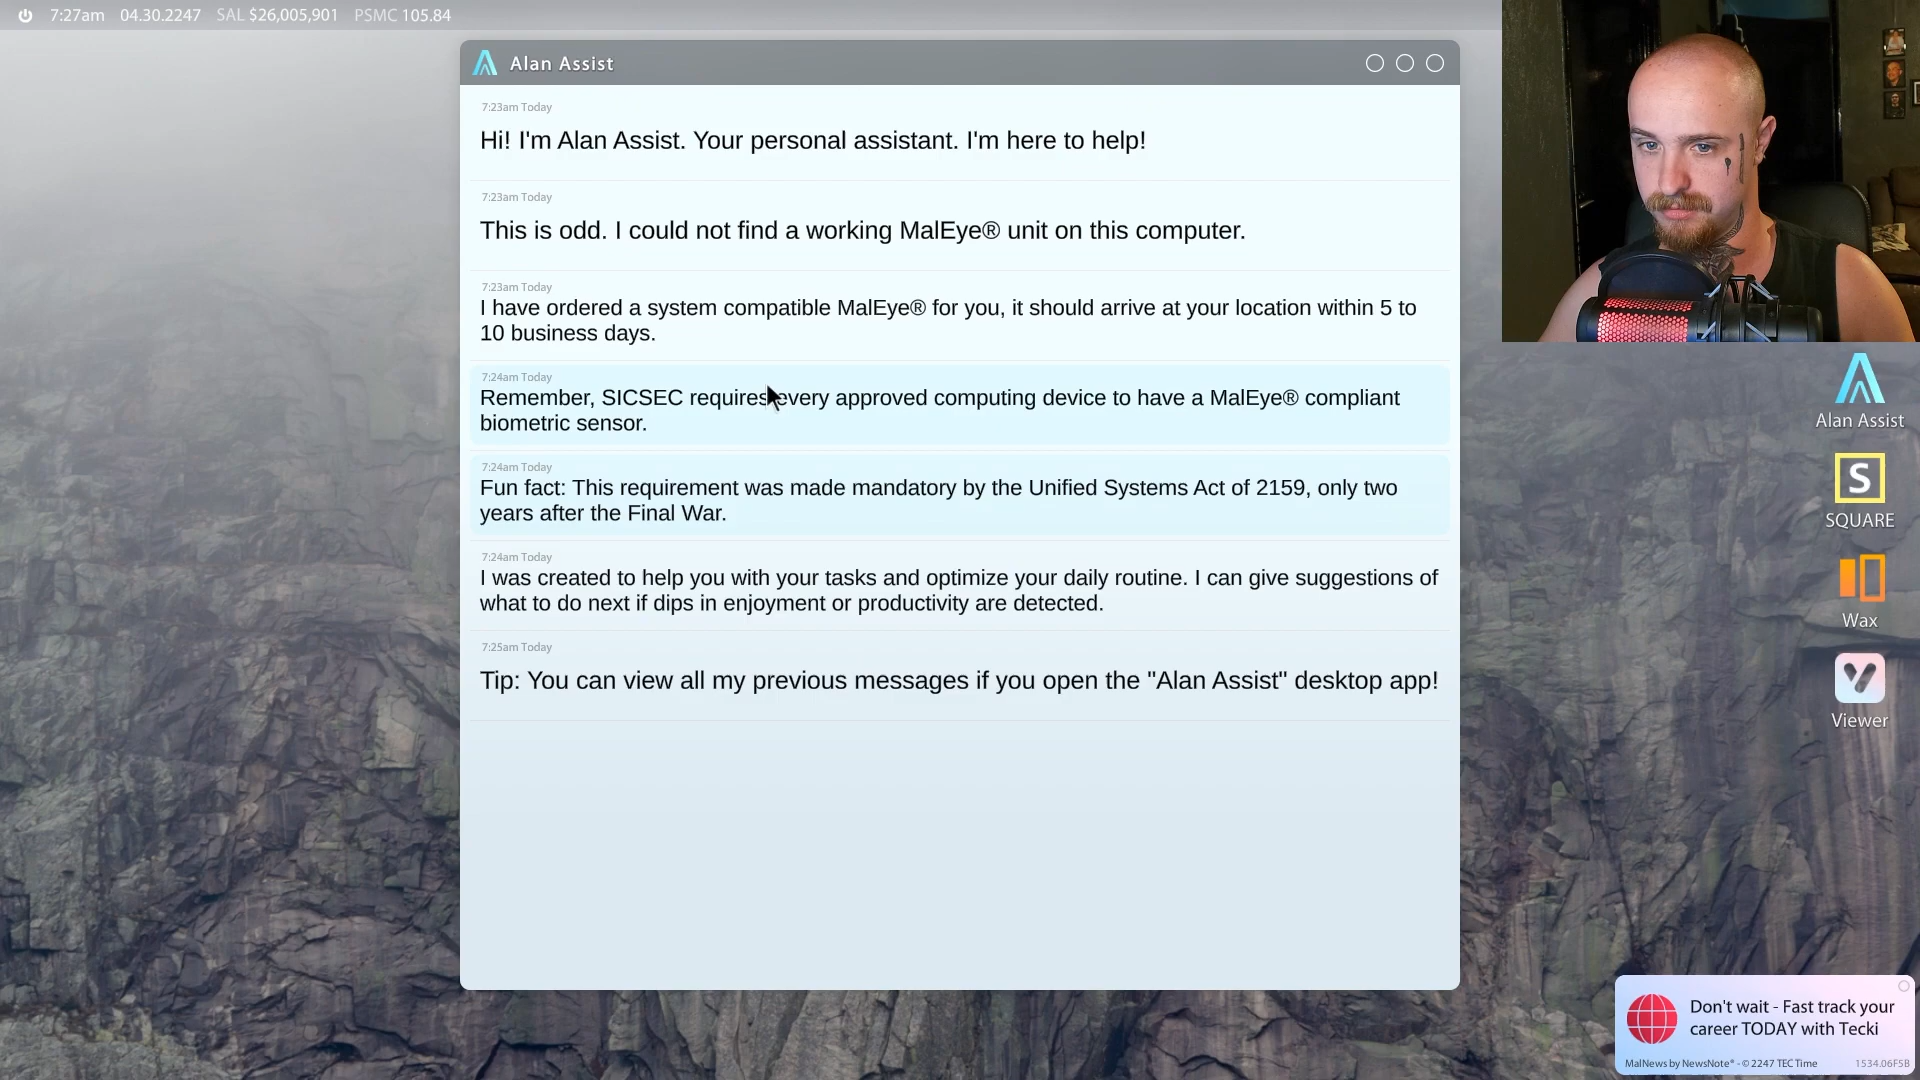 7:27am 04.30.2247 SAL $26,005,901 PSMC 105.84
Alan Assist
7:23am Today
Hi! I'm Alan Assist. Your personal assistant. I'm here to help!
7:23am Today
This is odd. I could not find a working MalEye® unit on this computer.
7:23am Today
I have ordered a system compatible MalEye® for you, it should arrive at your location within 5 to
10 business days.
7:24am Today
Remember, SICSEC requires every approved computing device to have a MalEye® compliant
biometric sensor.
7:24am Today
Fun fact: This requirement was made mandatory by the Unified Systems Act of 2159, only two
years after the Final War.
7:24am Today
I was created to help you with your tasks and optimize your daily routine. I can give suggestions of
what to do next if dips in enjoyment or productivity are detected.
7:25am Today
Tip: You can view all my previous messages if you open the "Alan Assist" desktop app!
Alan Assist
S
SQUARE
Wax
Viewer
Don't wait - Fast track your
career TODAY with Tecki
MalNews by NewsNote* - © 2247 TEC Time 1534.06F5B